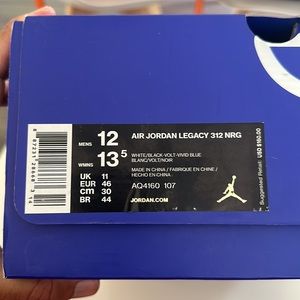 MENS 12
WMNS 13.5
UK 11
EUR 46
cm 30
BR 44
AIR JORDAN LEGACY 312 NRG
WHITE/BLACK-VOLT-VIVID BLUE
BLANC/VOLT/NOIR
MADE IN CHINA / FABRIQUE EN CHINE /
HECHO EN CHINA
AQ4160 107
JORDAN.COM
Suggested Retail: USD $160.00